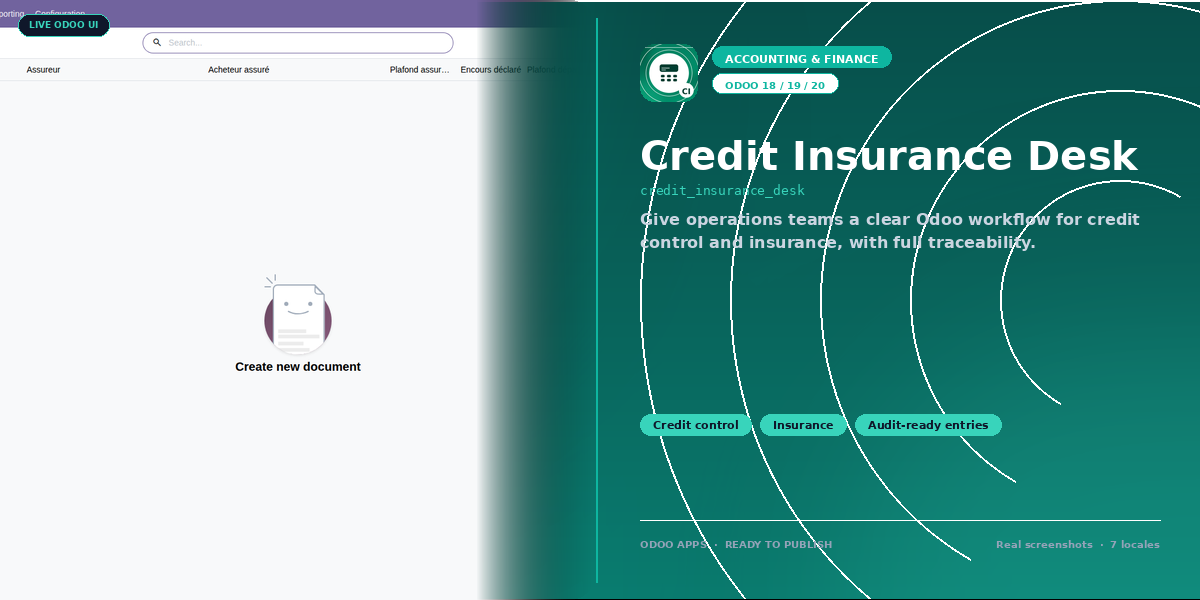 Configuration
LIVE ODOO UI
Search...
Assureur
Acheteur assuré
Plafond assur...
Encours déclaré
Create new document
CI
ACCOUNTING & FINANCE
ODOO 18 / 19 / 20
Credit Insurance Desk
credit_insurance_desk
Give operations teams a clear Odoo workflow for credit
control and insurance, with full traceability.
Credit control
Insurance
Audit-ready entries
ODOO APPS · READY TO PUBLISH
Real screenshots · 7 locales